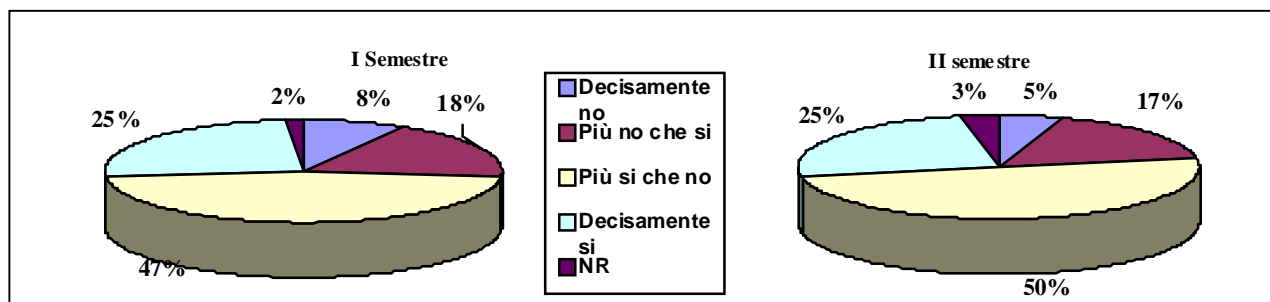 I Semestre
2%
8%
18%
25%
47%
Decisamente
no
Più no che si
Più si che no
Decisamente
si
NR
II semestre
3%
5%
17%
25%
50%